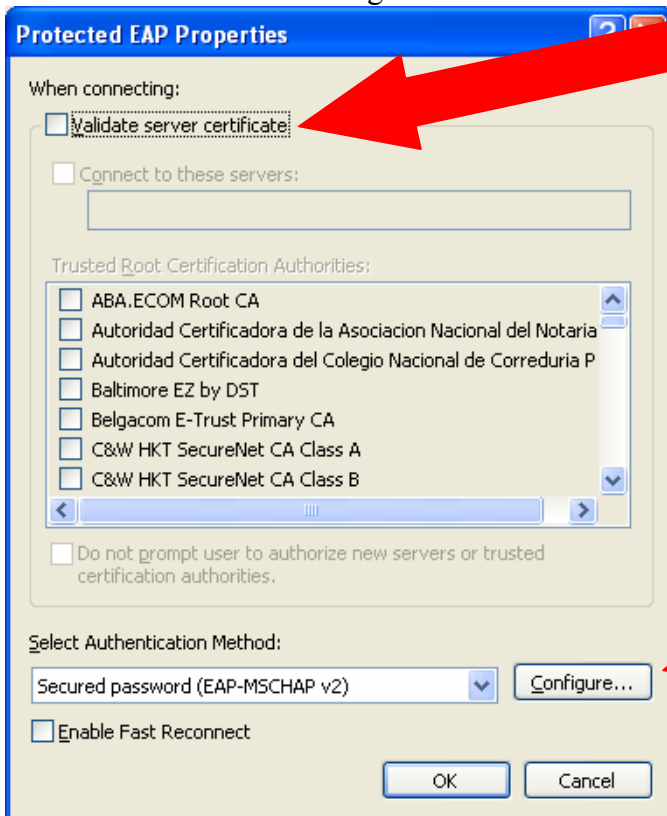 Protected EAP Properties
When connecting:
Validate server certificate
Connect to these servers:
Trusted Root Certification Authorities:
ABA.ECOM Root CA
Autoridad Certificadora de la Asociacion Nacional del Notaria
Autoridad Certificadora del Colegio Nacional de Correduria P
Baltimore EZ by DST
Belgacom E-Trust Primary CA
C&W HKT SecureNet CA Class A
C&W HKT SecureNet CA Class B
Do not prompt user to authorize new servers or trusted
certification authorities.
Select Authentication Method:
Secured password (EAP-MSCHAP v2)
Configure...
Enable Fast Reconnect
OK Cancel